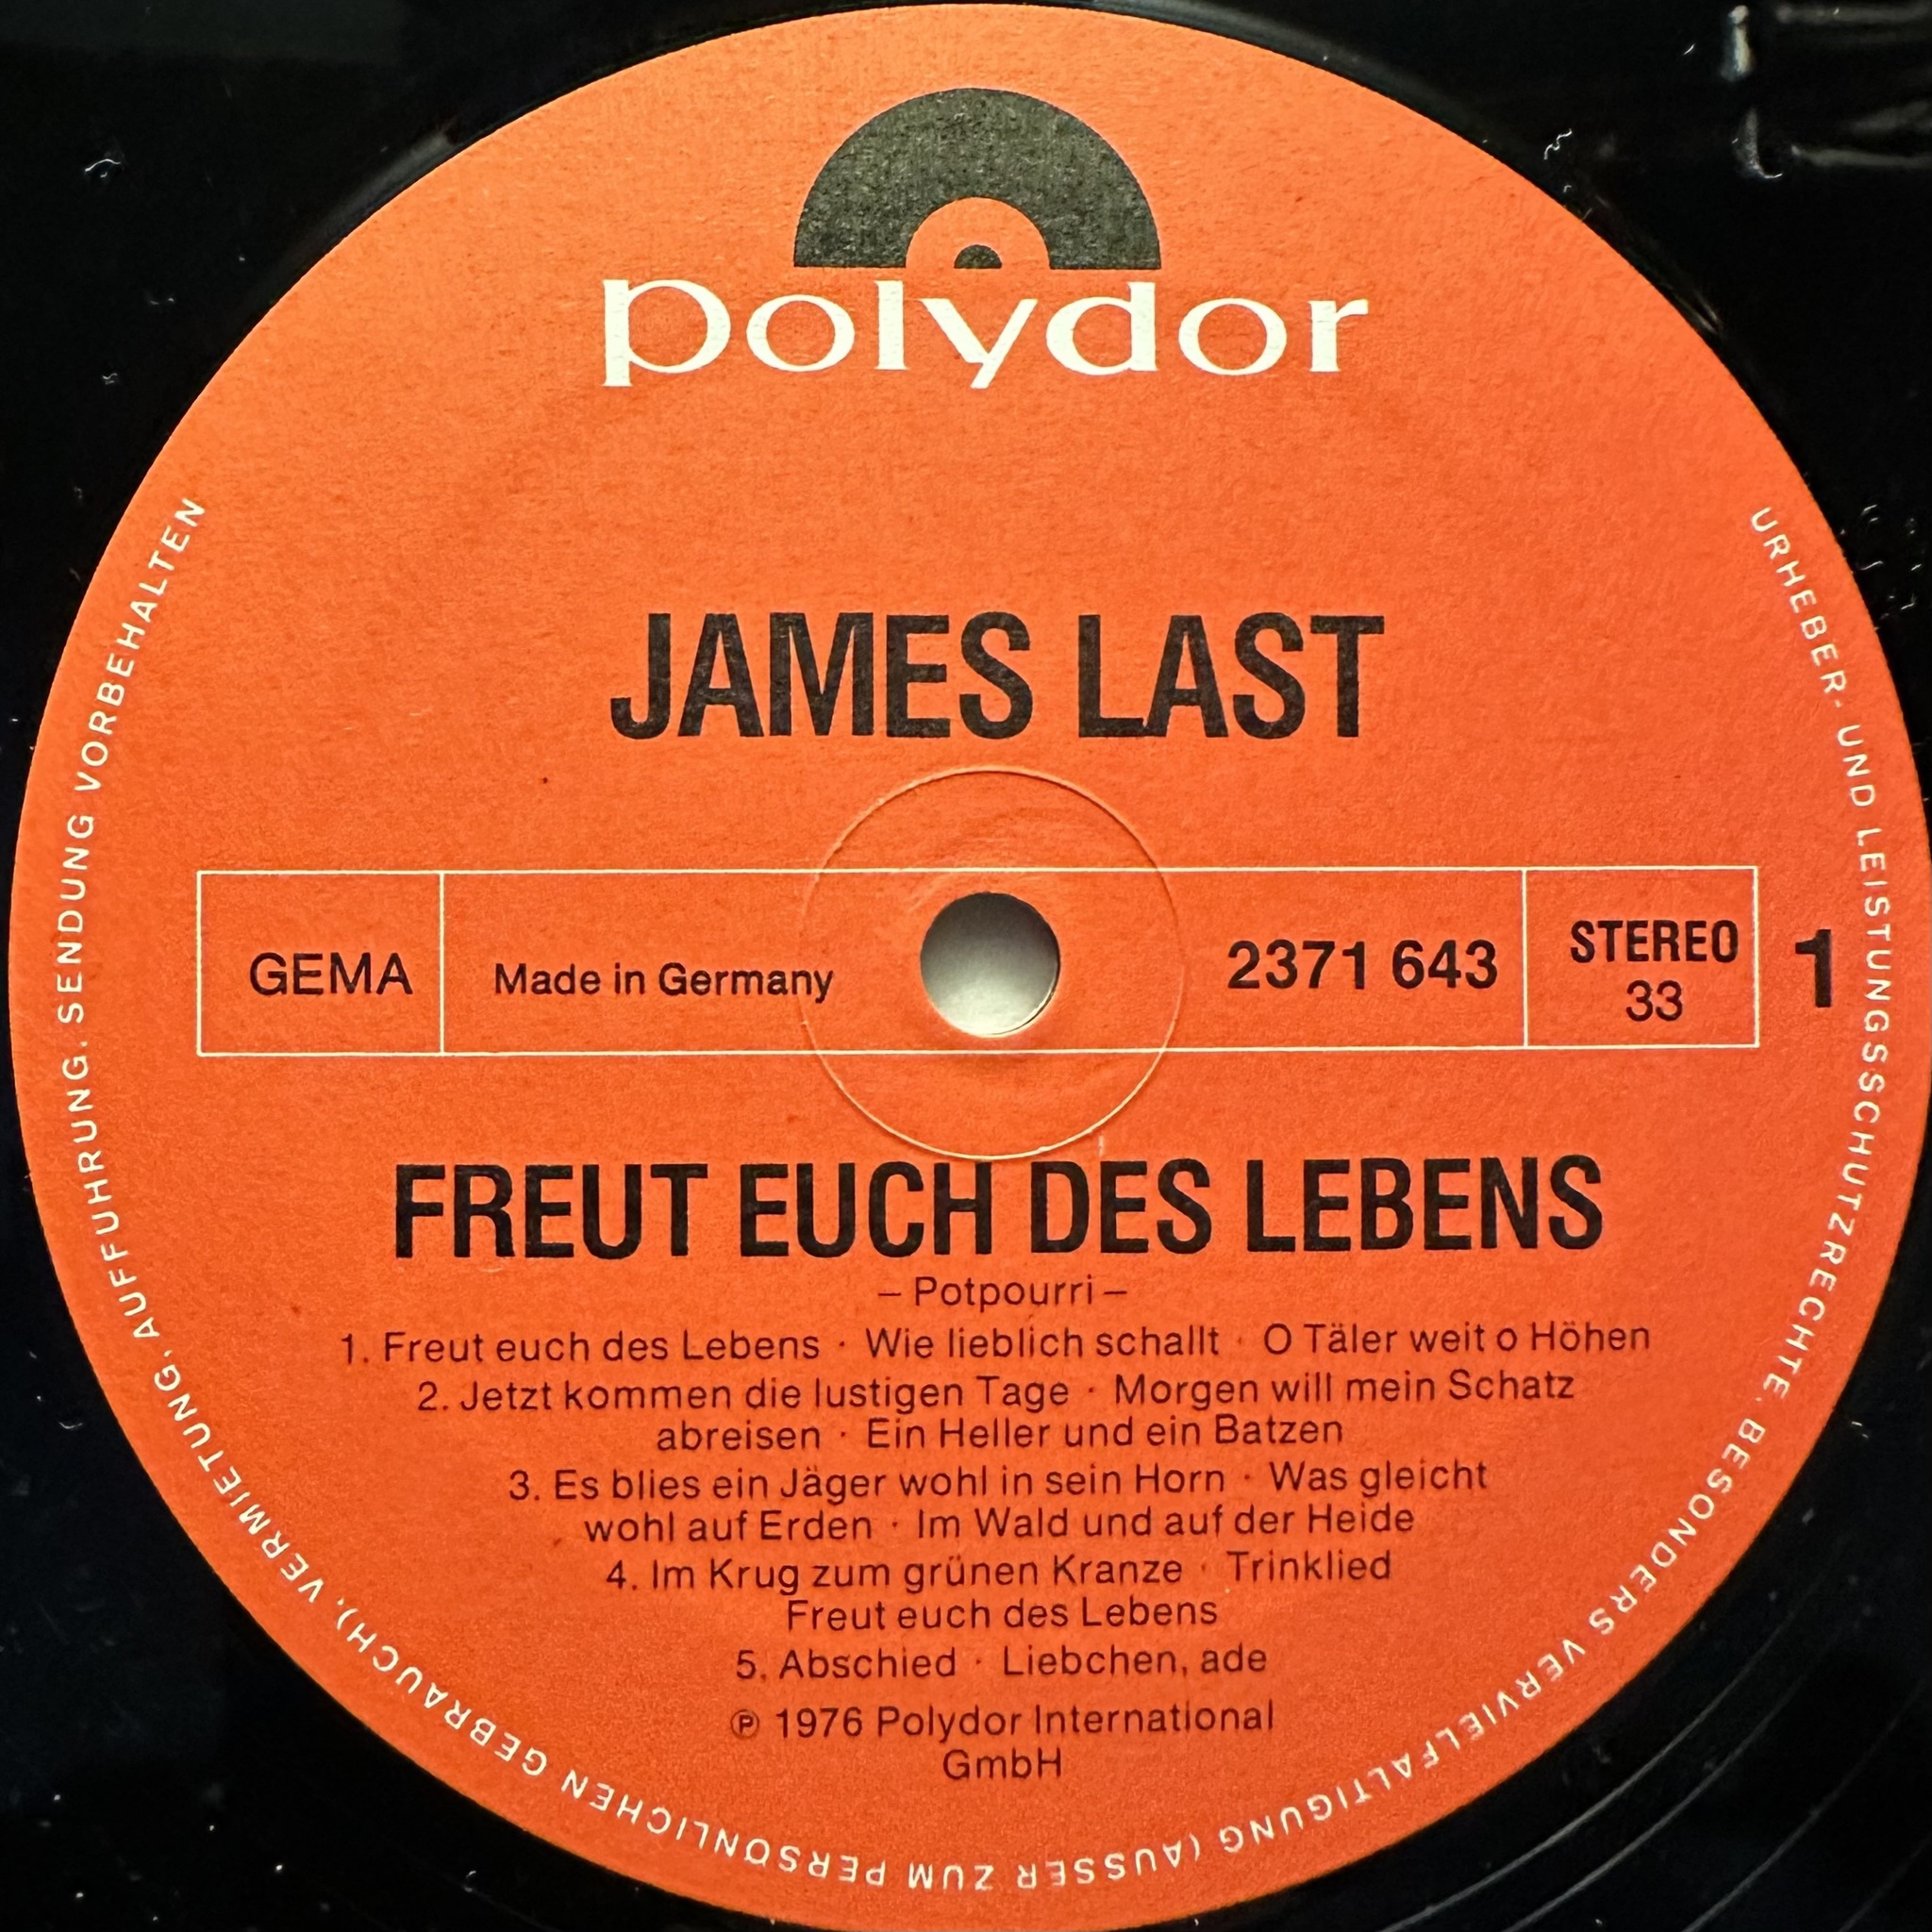 polydor
JAMES LAST
GEMA
Made in Germany
2371 643
STEREO
33
1
FREUT EUCH DES LEBENS
– Potpourri –
1. Freut euch des Lebens · Wie lieblich schallt · O Täler weit o Höhen
2. Jetzt kommen die lustigen Tage · Morgen will mein Schatz
abreisen · Ein Heller und ein Batzen
3. Es blies ein Jäger wohl in sein Horn · Was gleicht
wohl auf Erden · Im Wald und auf der Heide
4. Im Krug zum grünen Kranze · Trinklied
Freut euch des Lebens
5. Abschied · Liebchen, ade
℗ 1976 Polydor International
GmbH
URHEBER- UND LEISTUNGSSCHUTZRECHTE. BESONDERS VERVIELFÄLTIGUNG (AUSSER ZUM PERSÖNLICHEN GEBRAUCH), VERMIETUNG, AUFFÜHRUNG. SENDUNG VORBEHALTEN